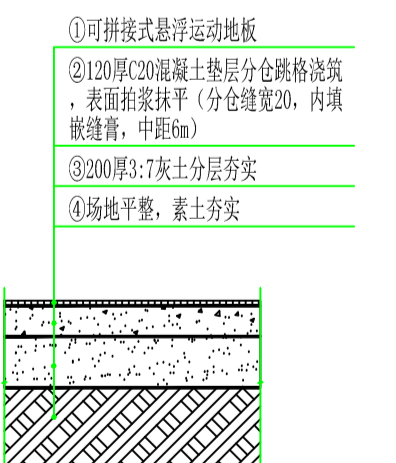 ①可拼接式悬浮运动地板
②120厚C20混凝土垫层分仓跳格浇筑
，表面拍浆抹平（分仓缝宽20，内填
嵌缝膏，中距6m）
③200厚3:7灰土分层夯实
④场地平整，素土夯实